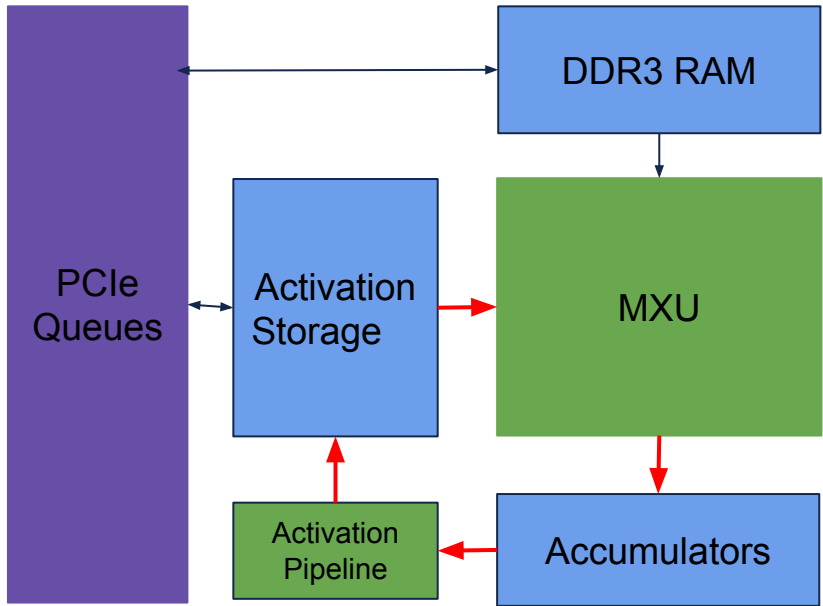 DDR3 RAM
PCIe
Queues
Activation
Storage
MXU
Activation
Pipeline
Accumulators